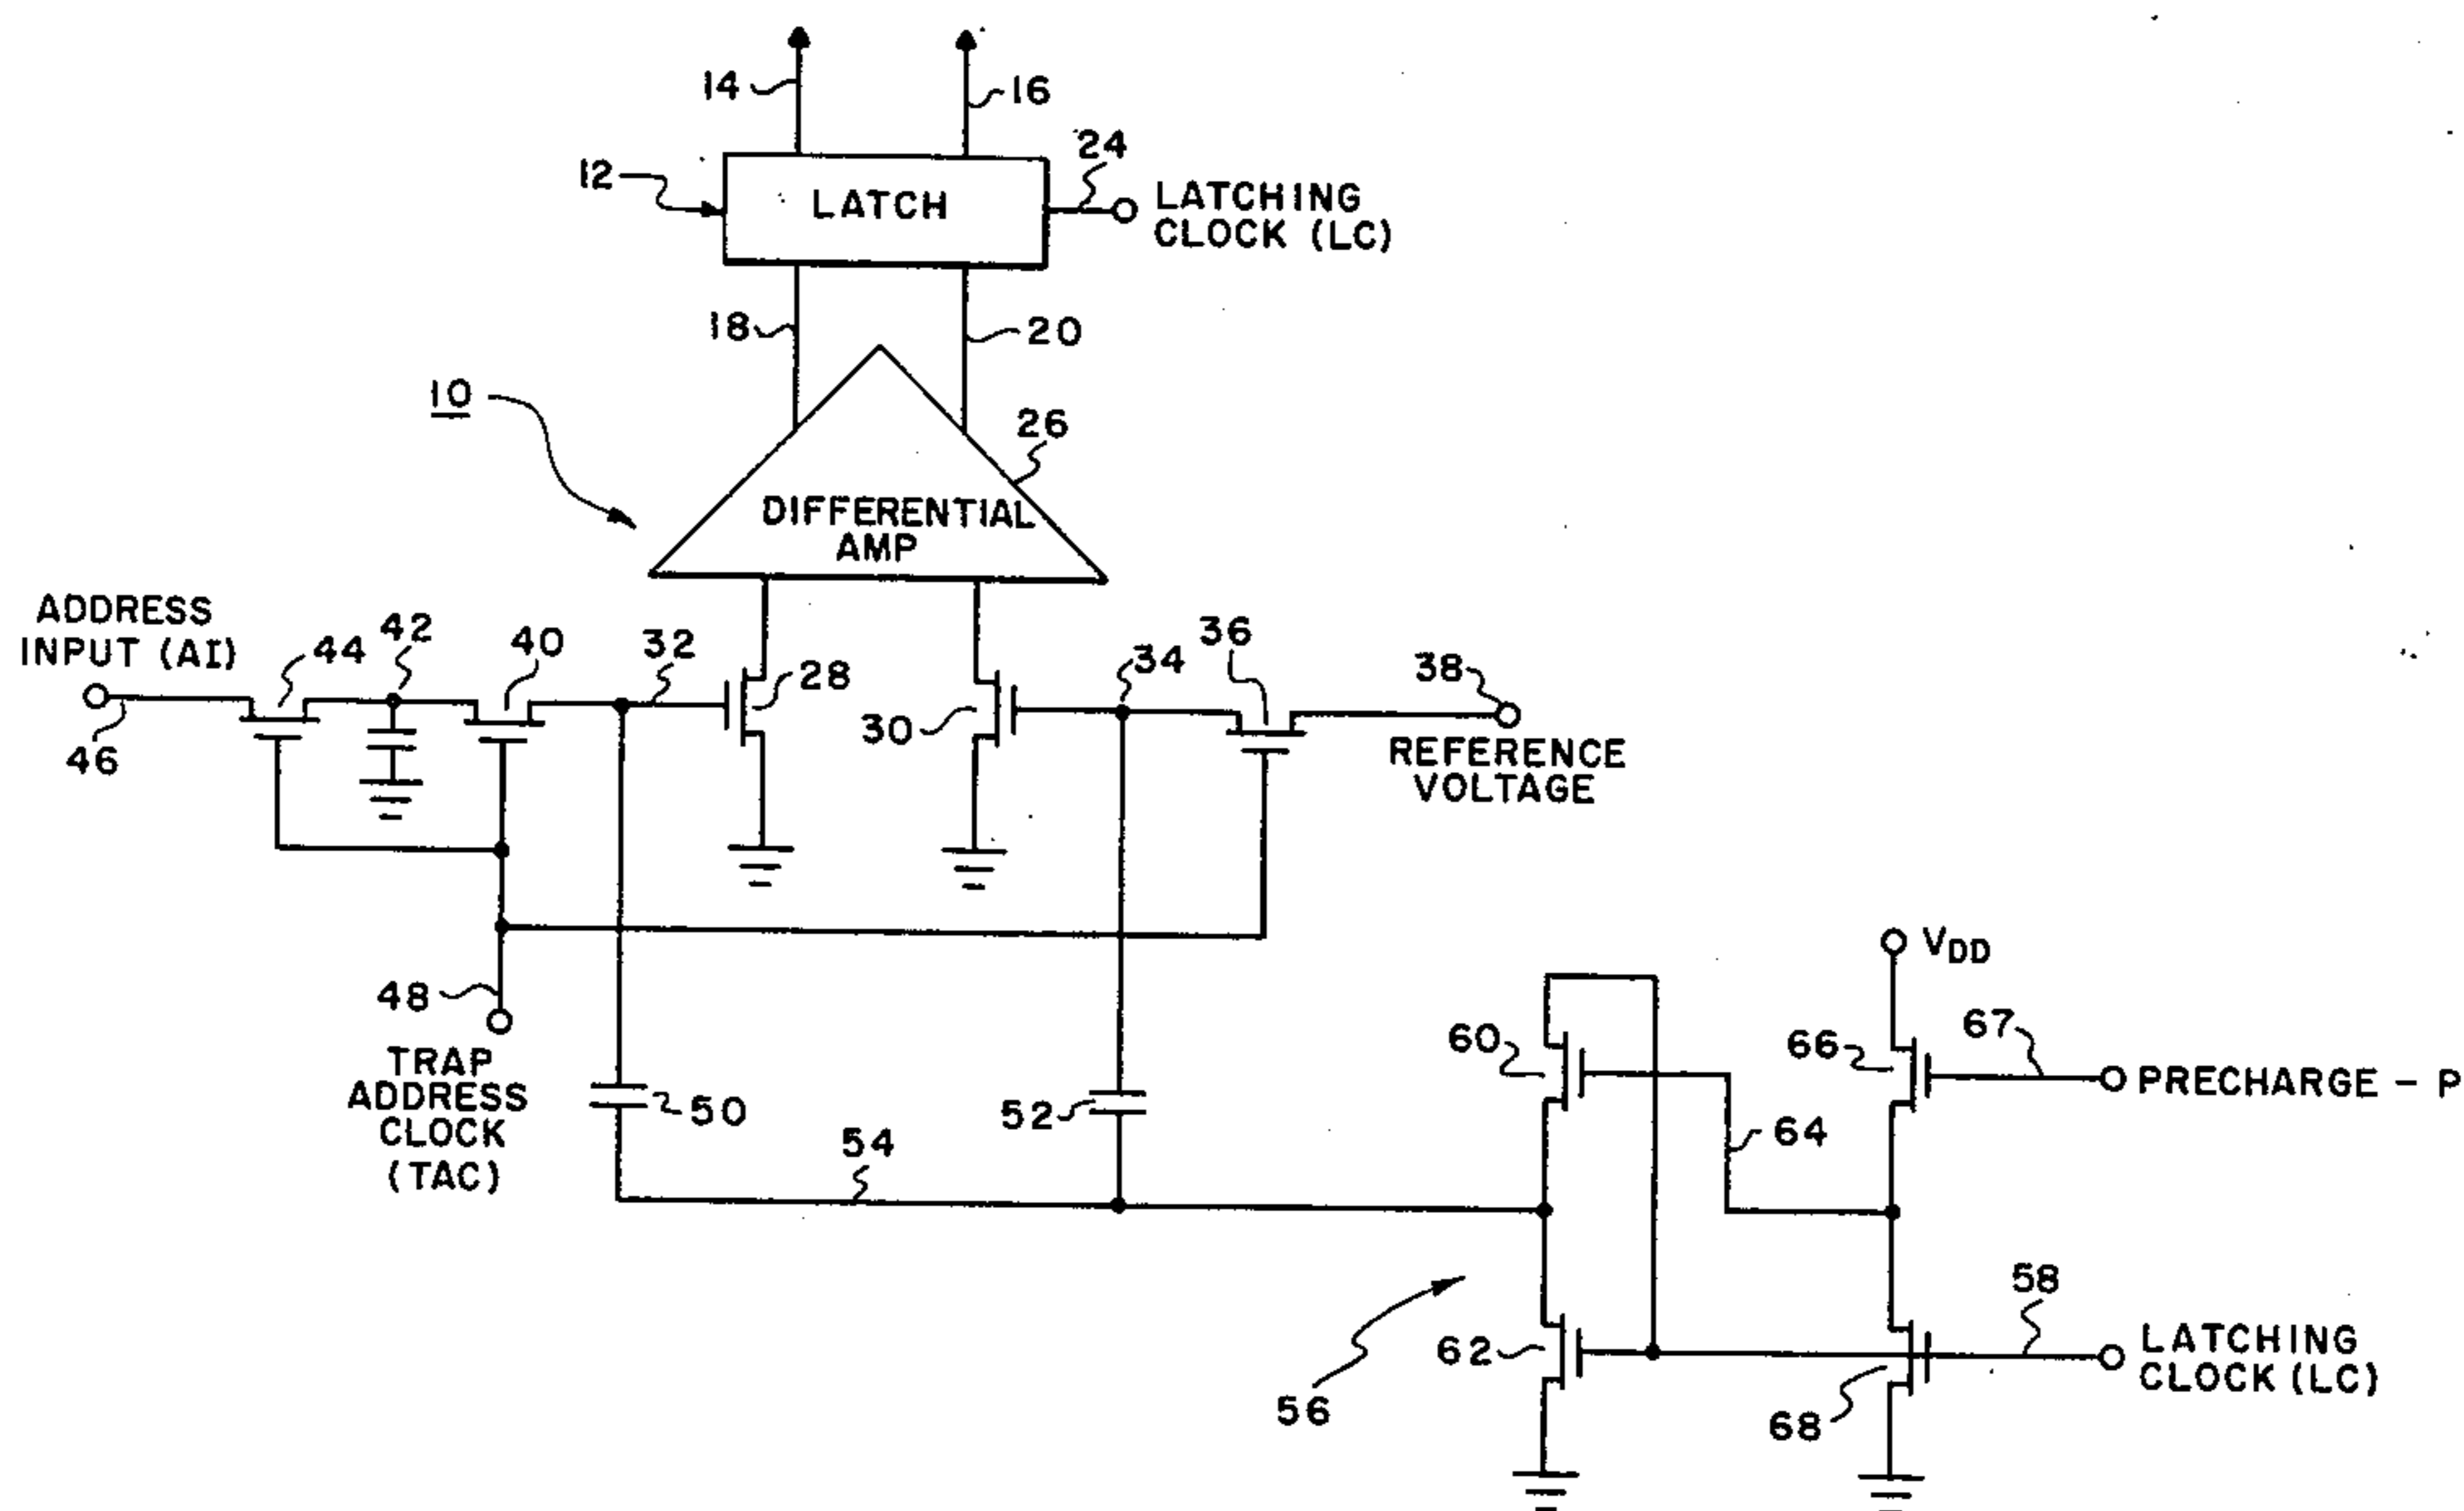 14
16
24
12
LATCH
LATCHING
CLOCK (LC)
18
20
10
26
DIFFERENTIAL
AMP
ADDRESS
INPUT (AI)
44
42
40
32
28
34
36
38
30
46
REFERENCE
VOLTAGE
48
TRAP
ADDRESS
CLOCK
(TAC)
50
52
54
VDD
60
66
67
PRECHARGE - P
64
56
62
58
68
LATCHING
CLOCK (LC)